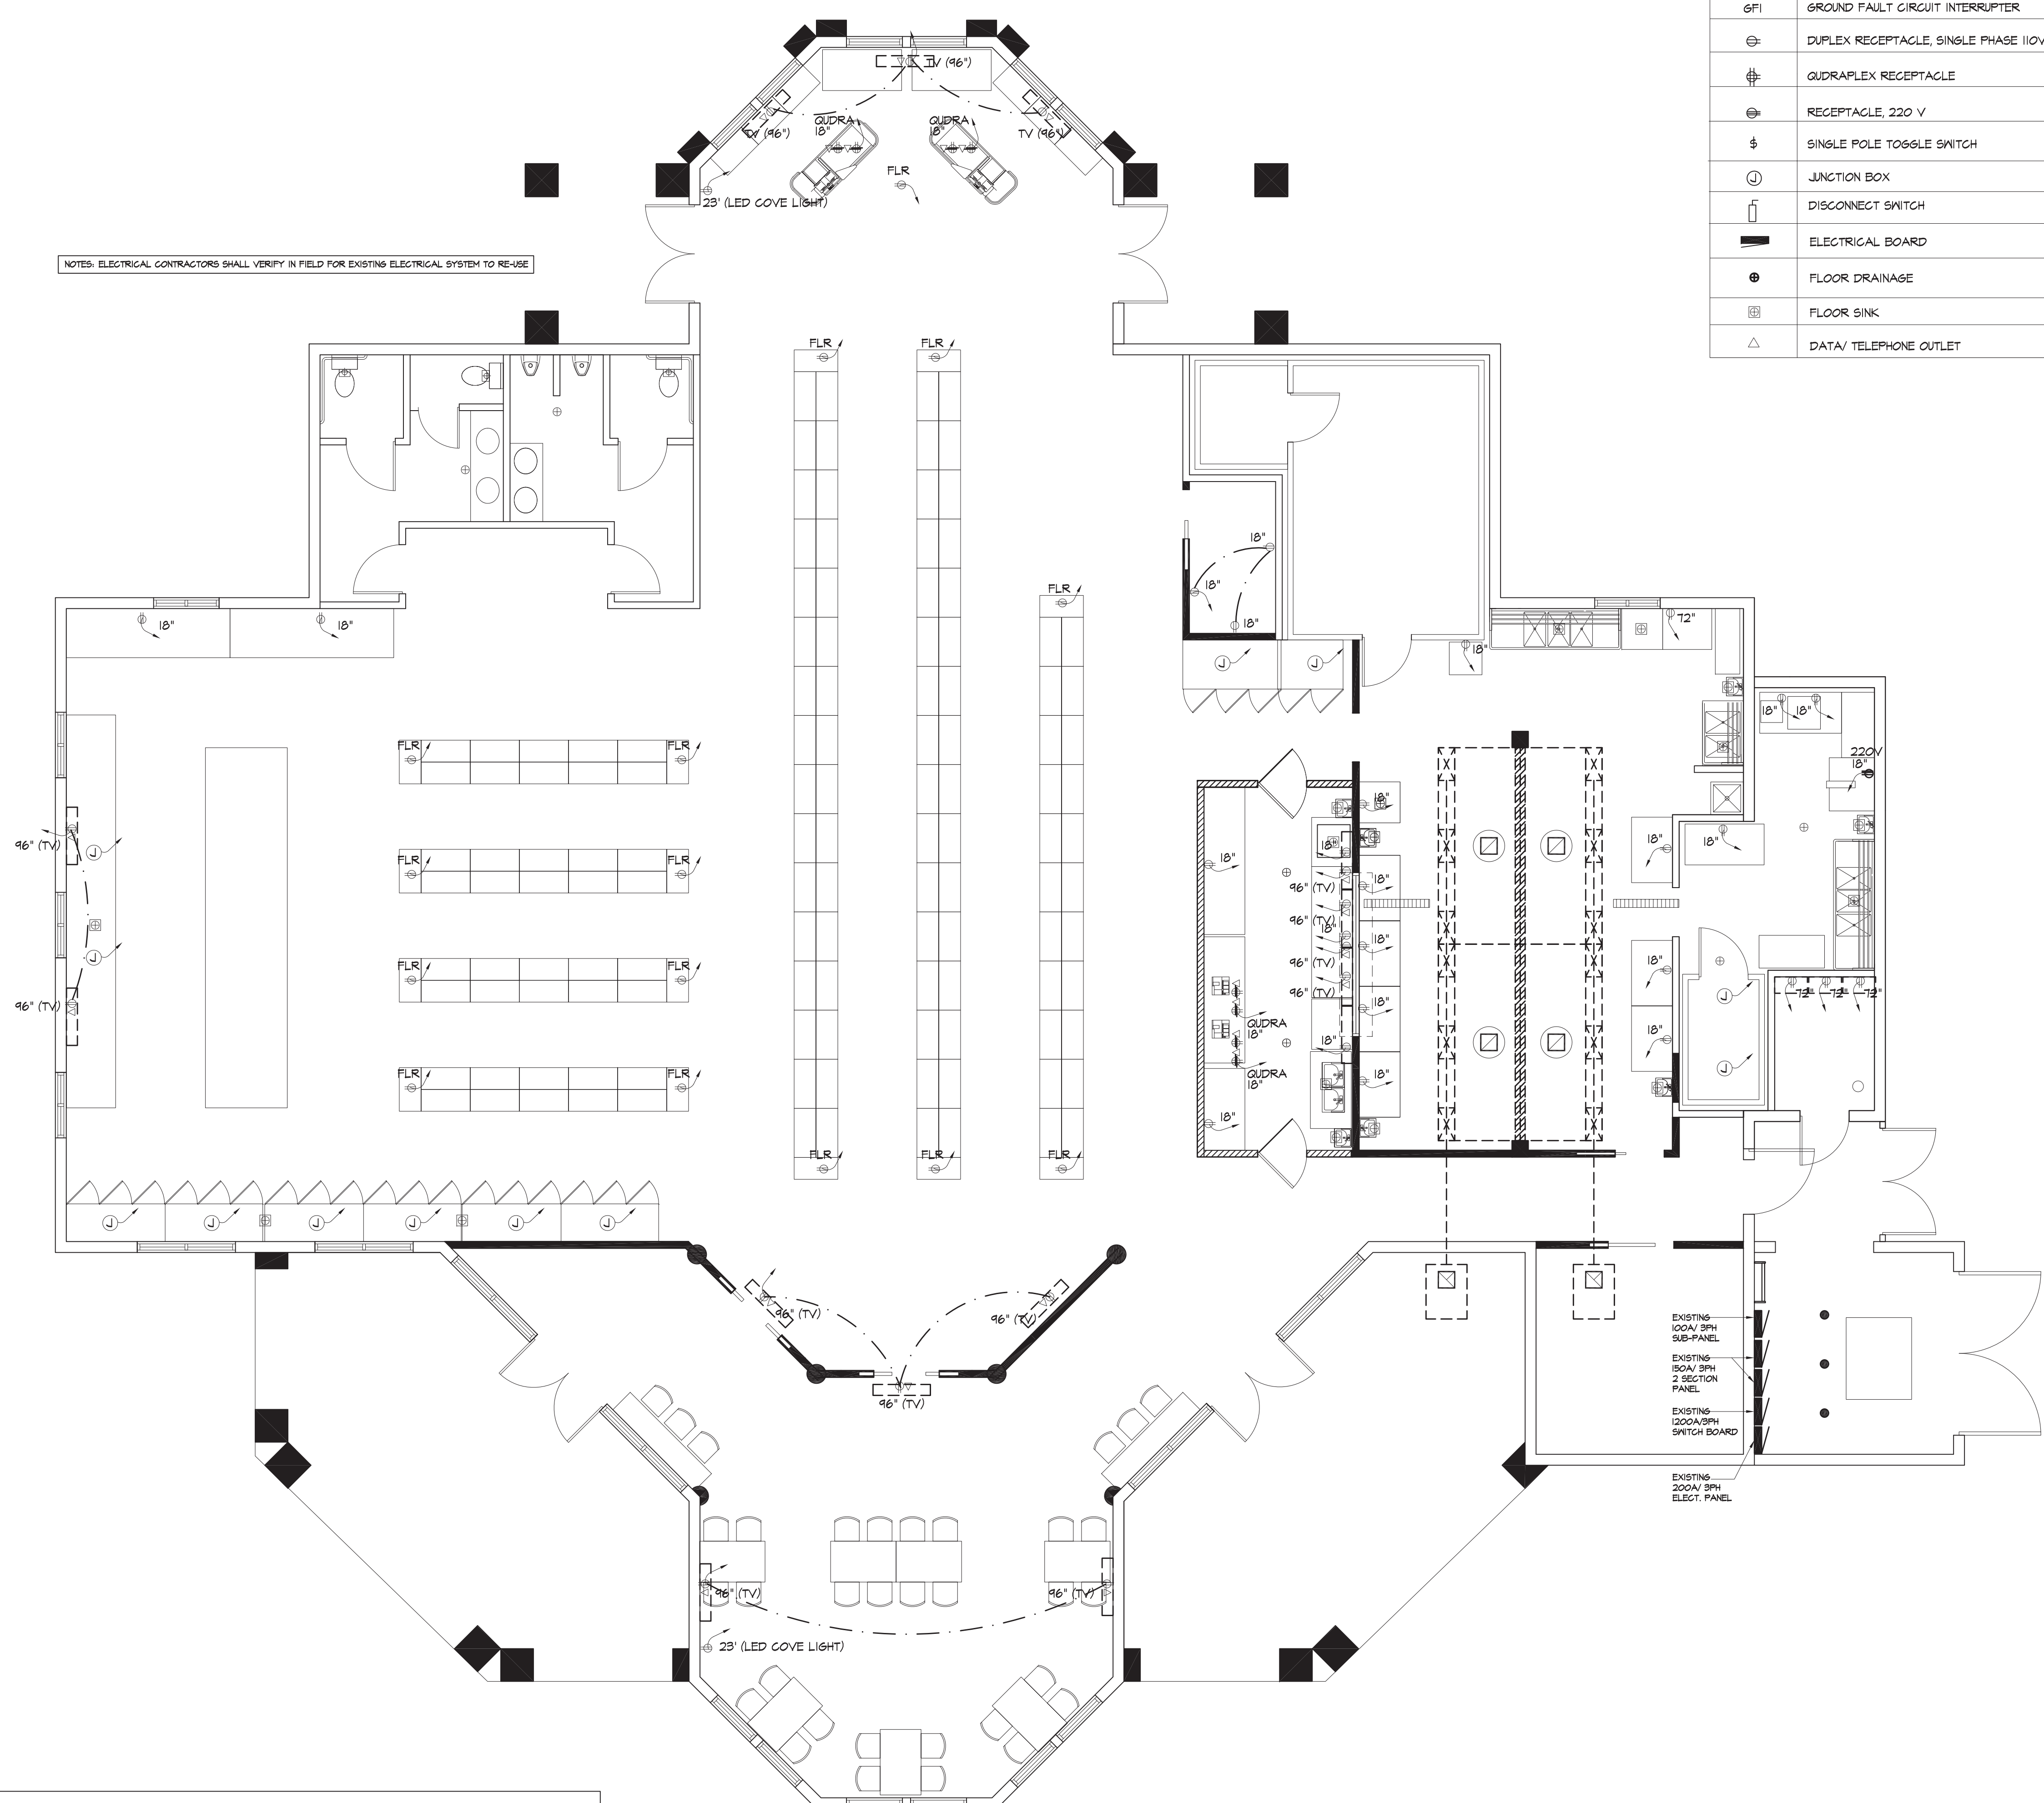 GFI GROUND FAULT CIRCUIT INTERRUPTER
DUPLEX RECEPTACLE, SINGLE PHASE 110V
QUDRAPLEX RECEPTACLE
RECEPTACLE, 220 V
$ SINGLE POLE TOGGLE SWITCH
J JUNCTION BOX
DISCONNECT SWITCH
ELECTRICAL BOARD
FLOOR DRAINAGE
FLOOR SINK
DATA/ TELEPHONE OUTLET
TV (96")
TV (96")
QUDRA
18"
QUDRA
18"
TV (96")
FLR
23' (LED COVE LIGHT)
NOTES: ELECTRICAL CONTRACTORS SHALL VERIFY IN FIELD FOR EXISTING ELECTRICAL SYSTEM TO RE-USE
FLR
FLR
18"
18"
FLR
18"
18"
18"
72"
J
J
18"
18"
18"
FLR
FLR
220V
18"
18"
96" (TV)
J
FLR
FLR
18"
18"
18"
18"
18"
96" (TV)
18"
96" (TV)
18"
18"
J
96" (TV)
18"
FLR
FLR
96" (TV)
J
72"
72"
72"
96" (TV)
18"
QUDRA
18"
18"
18"
J
FLR
FLR
QUDRA
18"
18"
18"
FLR
FLR
FLR
J
J
J
J
J
J
96" (TV)
96" (TV)
96" (TV)
EXISTING
100A/ 3PH
SUB-PANEL
EXISTING
150A/ 3PH
2 SECTION
PANEL
EXISTING
1200A/3PH
SWITCH BOARD
EXISTING
200A/ 3PH
ELECT. PANEL
96" (TV)
96" (TV)
23' (LED COVE LIGHT)